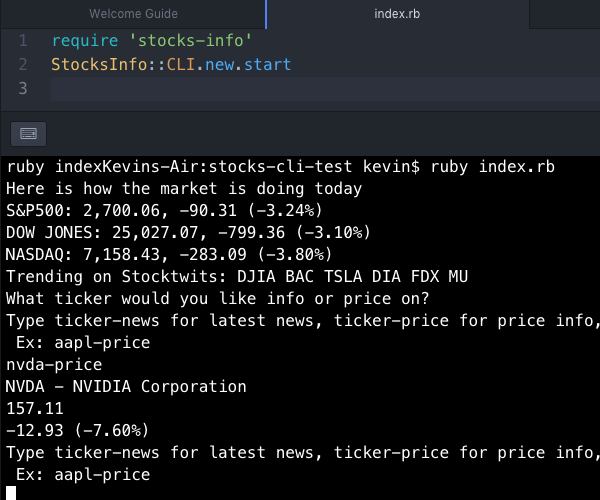 Welcome Guide
index.rb
1 require 'stocks-info'
2 StocksInfo::CLI.new.start
3
ruby indexKevins-Air:stocks-cli-test kevin$ ruby index.rb
Here is how the market is doing today
S&P500: 2,700.06, -90.31 (-3.24%)
DOW JONES: 25,027.07, -799.36 (-3.10%)
NASDAQ: 7,158.43, -283.09 (-3.80%)
Trending on Stocktwits: DJIA BAC TSLA DIA FDX MU
What ticker would you like info or price on?
Type ticker-news for latest news, ticker-price for price info,
Ex: aapl-price
nvda-price
NVDA - NVIDIA Corporation
157.11
-12.93 (-7.60%)
Type ticker-news for latest news, ticker-price for price info,
Ex: aapl-price